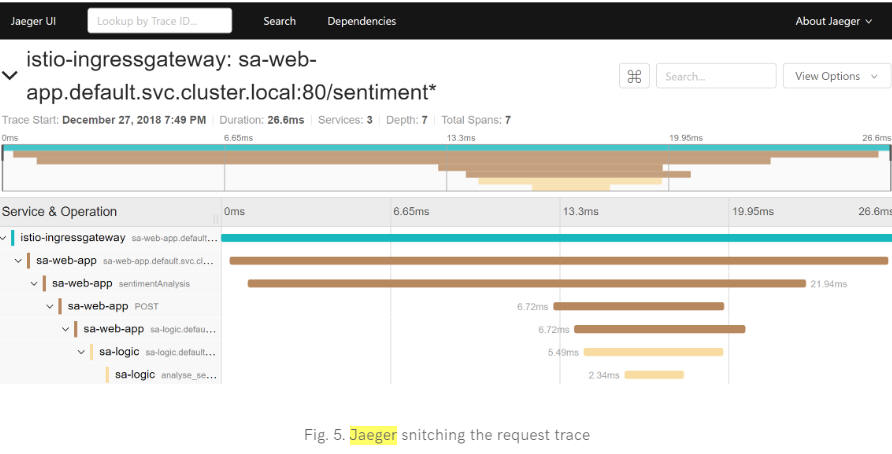 Jaeger UI Lookup by Trace ID... Search Dependencies About Jaeger
istio-ingressgateway: sa-web-
app.default.svc.cluster.local:80/sentiment*
Search... View Options
Trace Start: December 27, 2018 7:49 PM Duration: 26.6ms Services: 3 Depth: 7 Total Spans: 7
0ms 6.65ms 13.3ms 19.95ms 26.6ms
Service & Operation 0ms 6.65ms 13.3ms 19.95ms 26.6ms
istio-ingressgateway sa-web-app.default...
sa-web-app sa-web-app.default.svc.cl...
sa-web-app sentimentAnalysis 21.94ms
sa-web-app POST 6.72ms
sa-web-app sa-logic.defau... 6.72ms
sa-logic sa-logic.default... 5.49ms
sa-logic analyse_se... 2.34ms
Fig. 5. Jaeger snitching the request trace